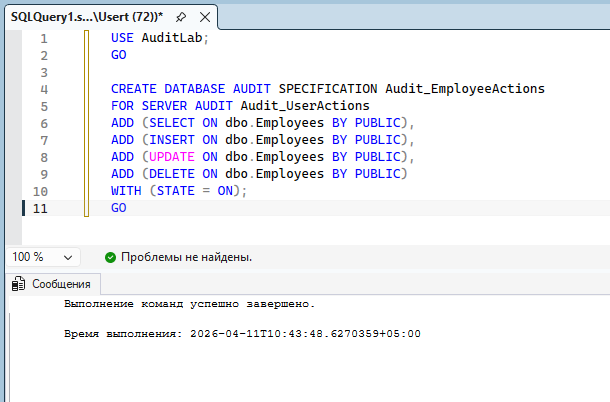 SQLQuery1.s...\Usert (72))*
1 USE AuditLab;
2 GO
3
4 CREATE DATABASE AUDIT SPECIFICATION Audit_EmployeeActions
5 FOR SERVER AUDIT Audit_UserActions
6 ADD (SELECT ON dbo.Employees BY PUBLIC),
7 ADD (INSERT ON dbo.Employees BY PUBLIC),
8 ADD (UPDATE ON dbo.Employees BY PUBLIC),
9 ADD (DELETE ON dbo.Employees BY PUBLIC)
10 WITH (STATE = ON);
11 GO
100 % Проблемы не найдены.
Сообщения
Выполнение команд успешно завершено.
Время выполнения: 2026-04-11T10:43:48.6270359+05:00